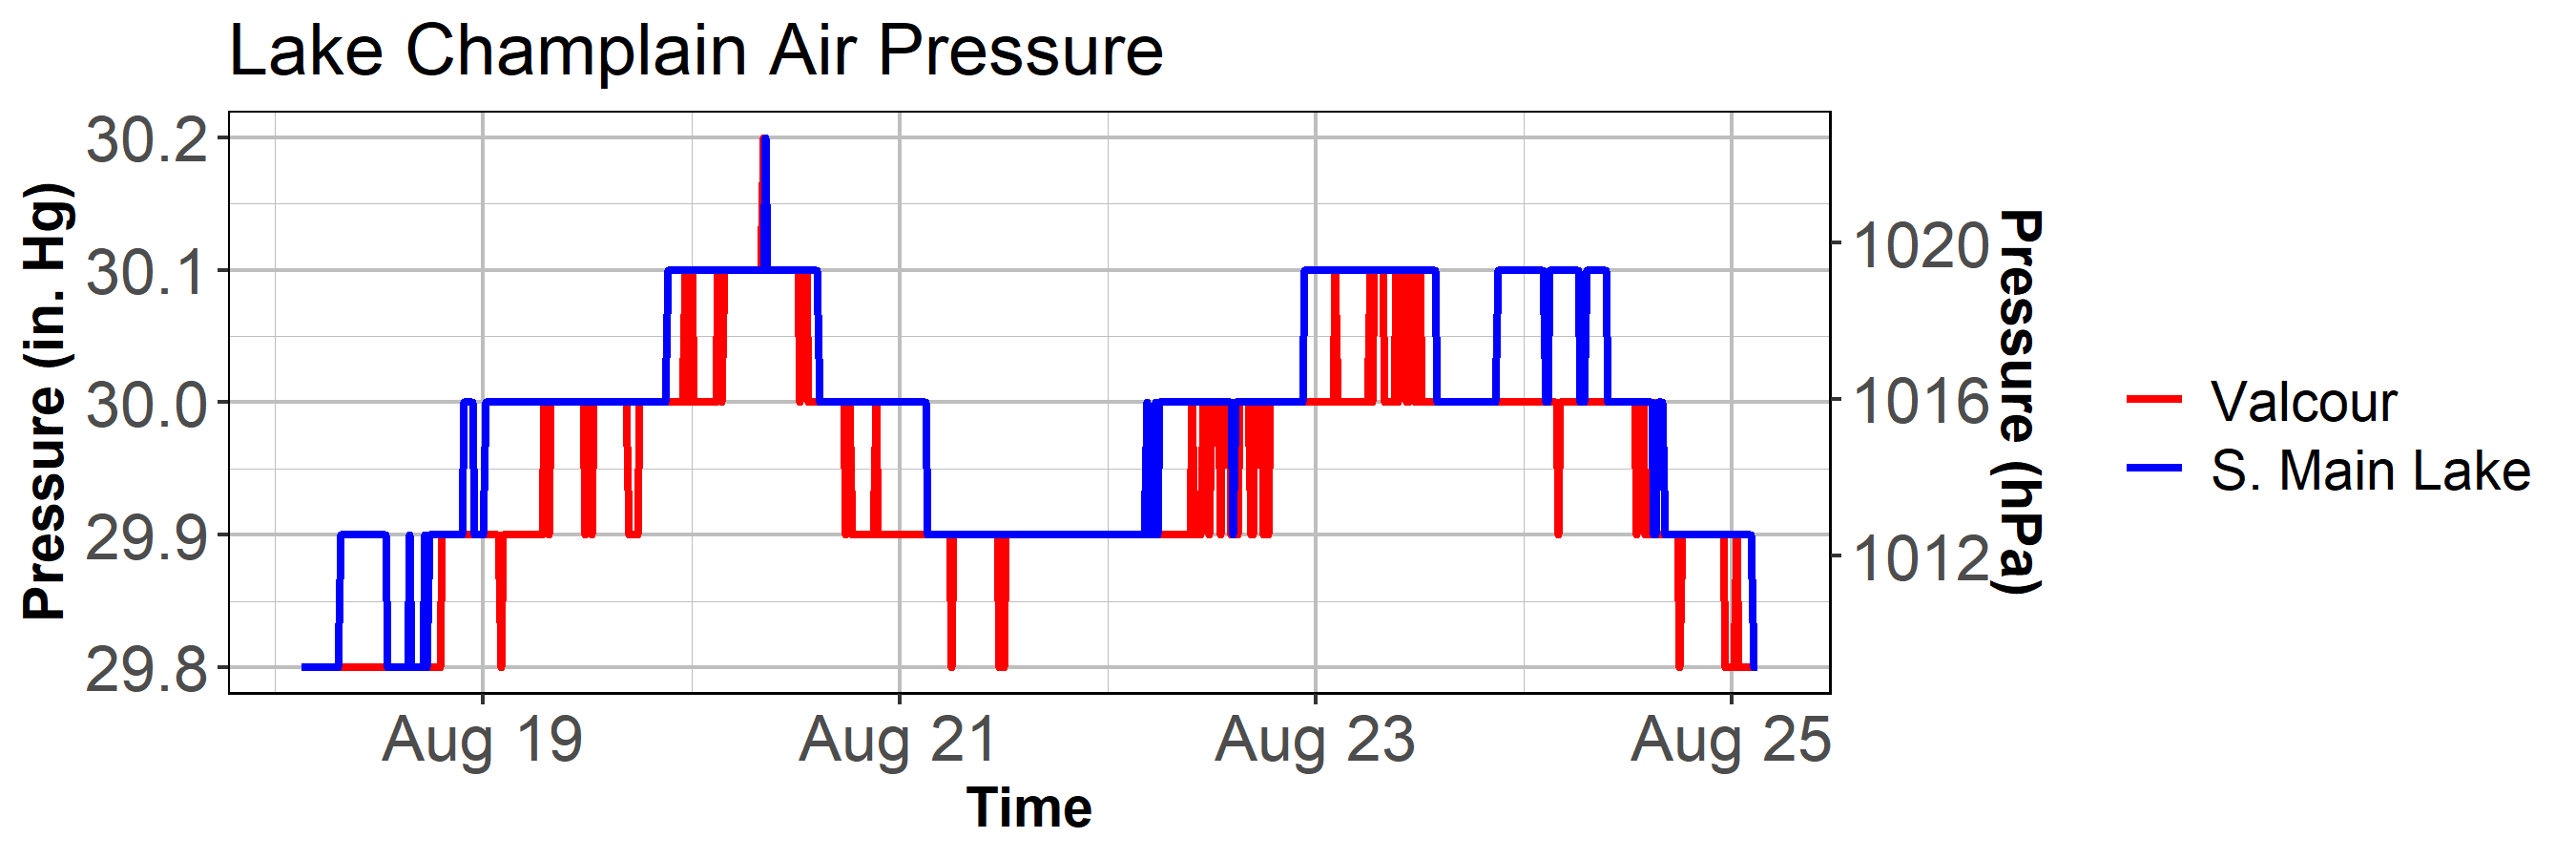 Lake Champlain Air Pressure
30.2
30.1
30.0
29.9
29.8
Pressure (in. Hg)
1020
1016
1012
Pressure (hPa)
Aug 19 Aug 21 Aug 23 Aug 25
Time
Valcour
S. Main Lake